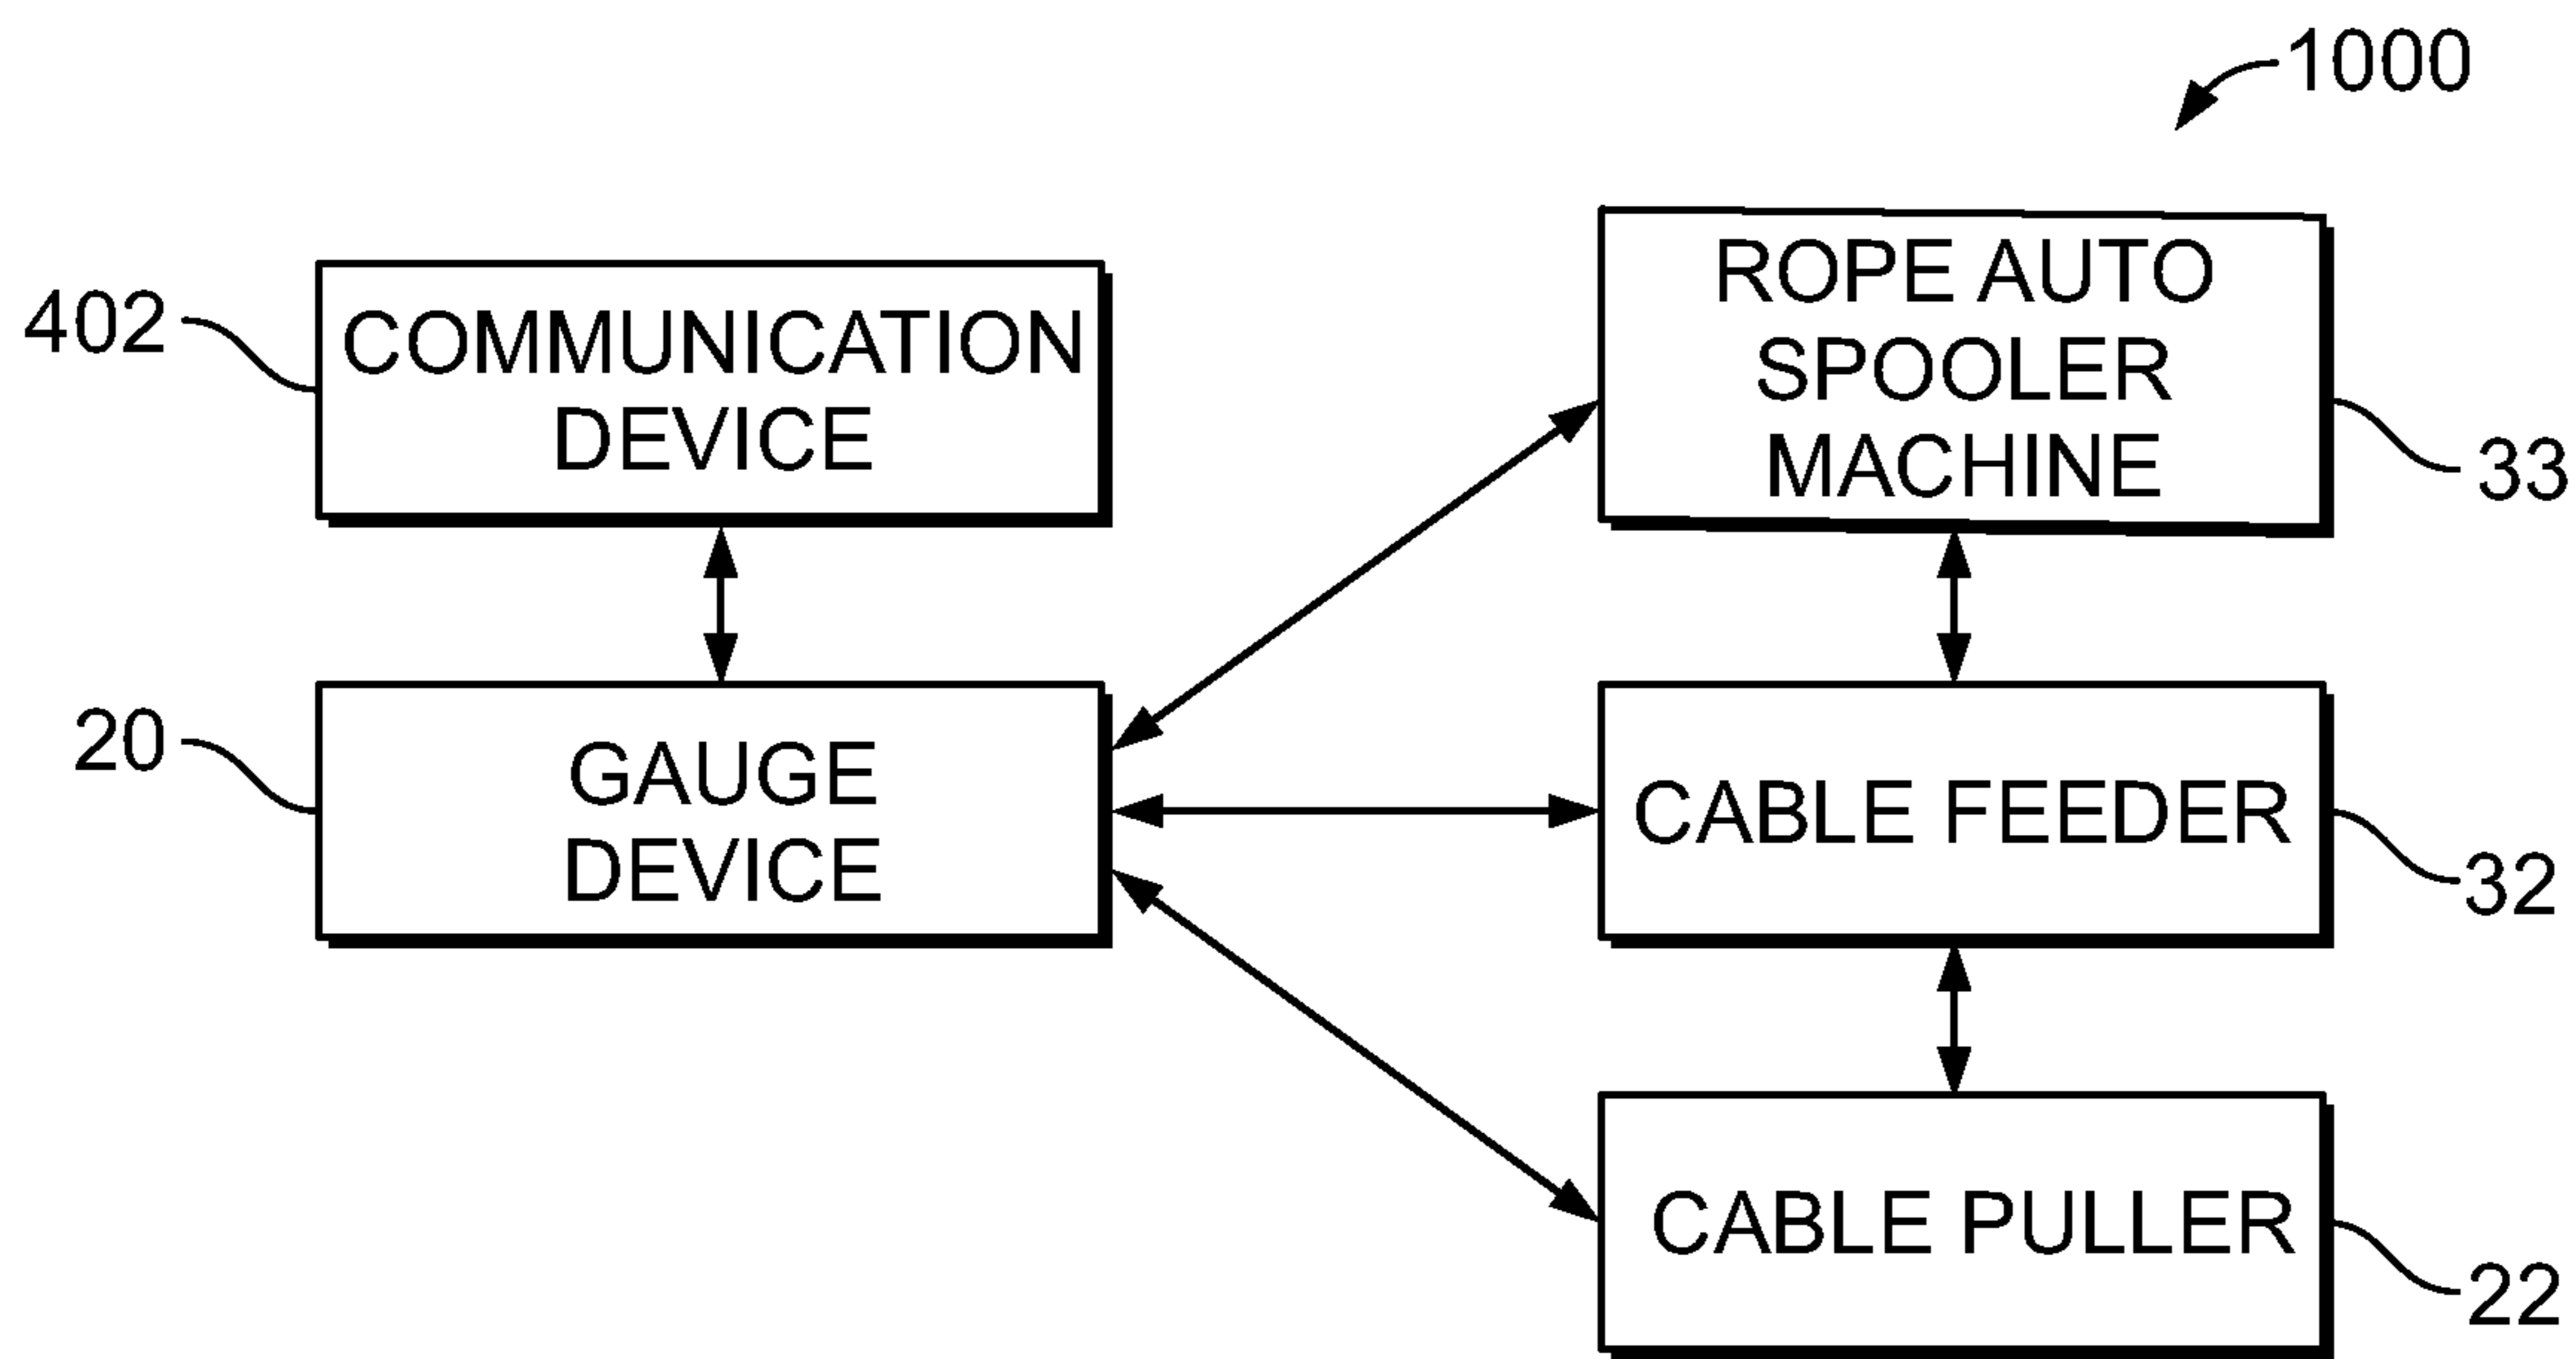 1000
402
COMMUNICATION
DEVICE
ROPE AUTO
SPOOLER
MACHINE
33
20
GAUGE
DEVICE
CABLE FEEDER
32
CABLE PULLER
22